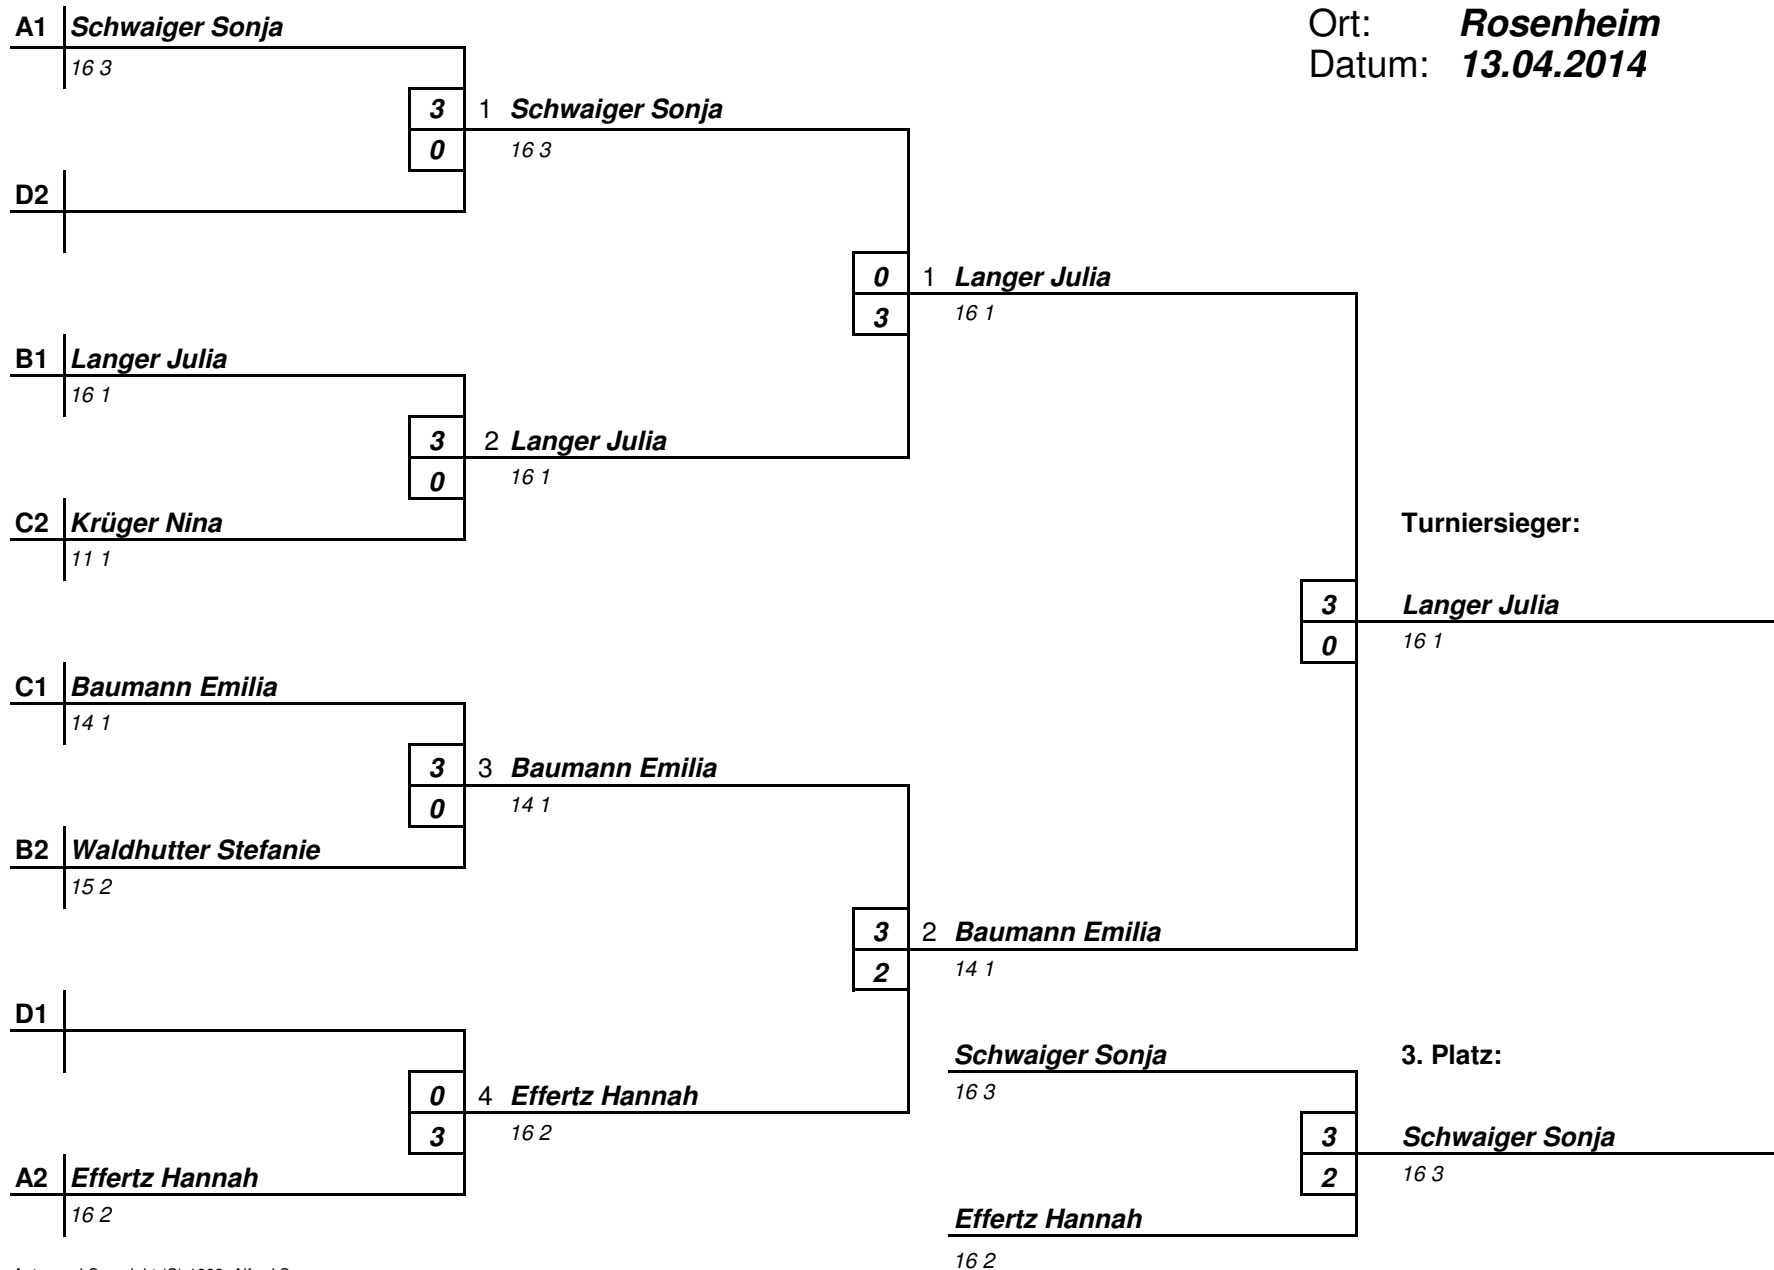 A1 Schwaiger Sonja
16 3
Ort: Rosenheim
Datum: 13.04.2014
3 1 Schwaiger Sonja
0 16 3
D2
0 1 Langer Julia
3 16 1
B1 Langer Julia
16 1
3 2 Langer Julia
0 16 1
C2 Krüger Nina
11 1
Turniersieger:
3 Langer Julia
0 16 1
C1 Baumann Emilia
14 1
3 3 Baumann Emilia
0 14 1
B2 Waldhutter Stefanie
15 2
3 2 Baumann Emilia
2 14 1
D1
Schwaiger Sonja
16 3
3. Platz:
0 4 Effertz Hannah
3 16 2
3 Schwaiger Sonja
2 16 3
A2 Effertz Hannah
16 2
Effertz Hannah
16 2